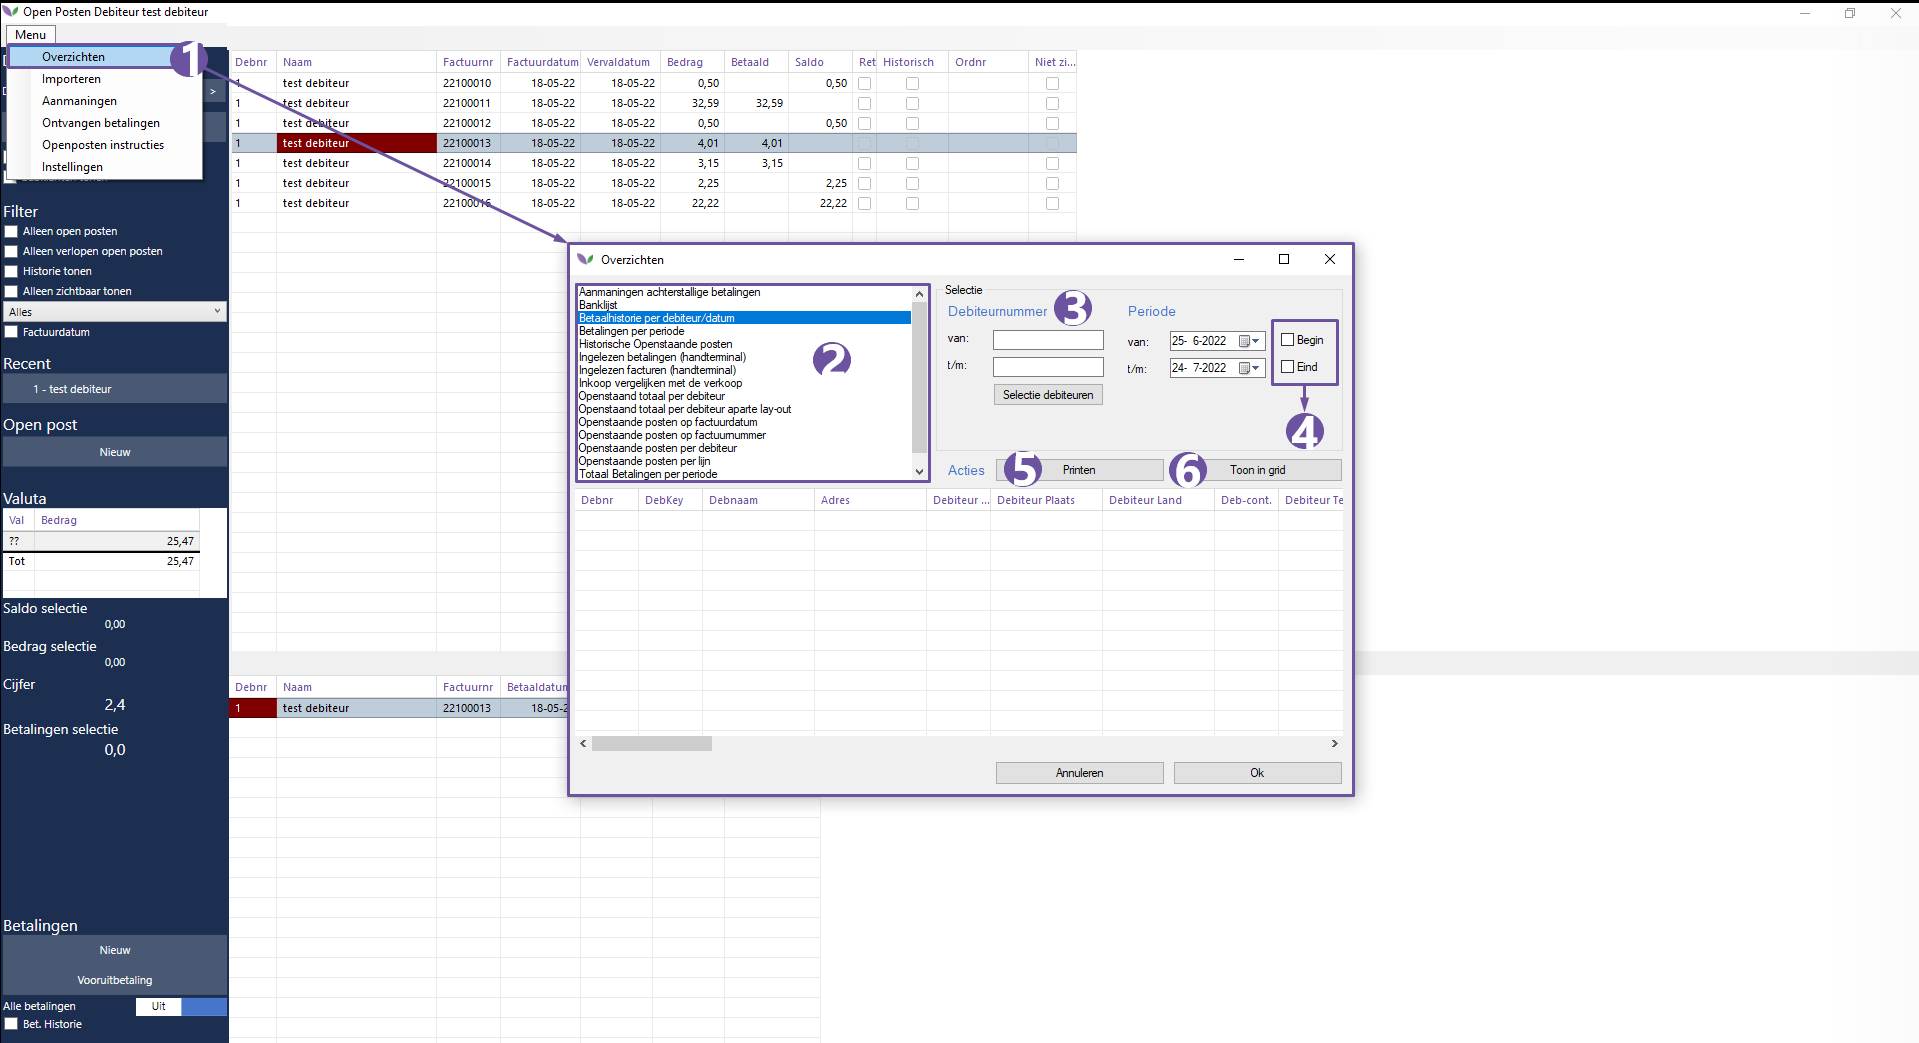 Open Posten Debiteur test debiteur
Menu
Overzichten
Importeren
Aanmaningen
Ontvangen betalingen
Openposten instructies
Instellingen
1
>
Filter
Alleen open posten
Alleen verlopen open posten
Historie tonen
Alleen zichtbaar tonen
Alles
Factuurdatum
Recent
1 - test debiteur
Open post
Nieuw
Valuta
Val Bedrag
?? 25,47
Tot 25,47
Saldo selectie
0,00
Bedrag selectie
0,00
Cijfer
2,4
Betalingen selectie
0,0
Betalingen
Nieuw
Vooruitbetaling
Alle betalingen Uit
Bet. Historie
Debnr Naam Factuurnr Factuurdatum Vervaldatum Bedrag Betaald Saldo Ret Historisch Ordnr Niet zi...
1 test debiteur 22100010 18-05-22 18-05-22 0,50 0,50
1 test debiteur 22100011 18-05-22 18-05-22 32,59 32,59
1 test debiteur 22100012 18-05-22 18-05-22 0,50 0,50
1 test debiteur 22100013 18-05-22 18-05-22 4,01 4,01
1 test debiteur 22100014 18-05-22 18-05-22 3,15 3,15
1 test debiteur 22100015 18-05-22 18-05-22 2,25 2,25
1 test debiteur 22100016 18-05-22 18-05-22 22,22 22,22
Debnr Naam Factuurnr Betaaldatum
1 test debiteur 22100013 18-05-2
Overzichten
Aanmaningen achterstallige betalingen
Banklijst
Betaalhistorie per debiteur/datum
Betalingen per periode
Historische Openstaande posten
Ingelezen betalingen (handterminal)
Ingelezen facturen (handterminal)
Inkoop vergelijken met de verkoop
Openstaand totaal per debiteur
Openstaand totaal per debiteur aparte lay-out
Openstaande posten op factuurdatum
Openstaande posten op factuurnummer
Openstaande posten per debiteur
Openstaande posten per lijn
Totaal Betalingen per periode
2
Selectie
Debiteurnummer 3 Periode
van: van: 25- 6-2022 Begin
t/m: t/m: 24- 7-2022 Eind
Selectie debiteuren
4
Acties 5 Printen 6 Toon in grid
Debnr DebKey Debnaam Adres Debiteur ... Debiteur Plaats Debiteur Land Deb-cont. Debiteur Te
Annuleren Ok